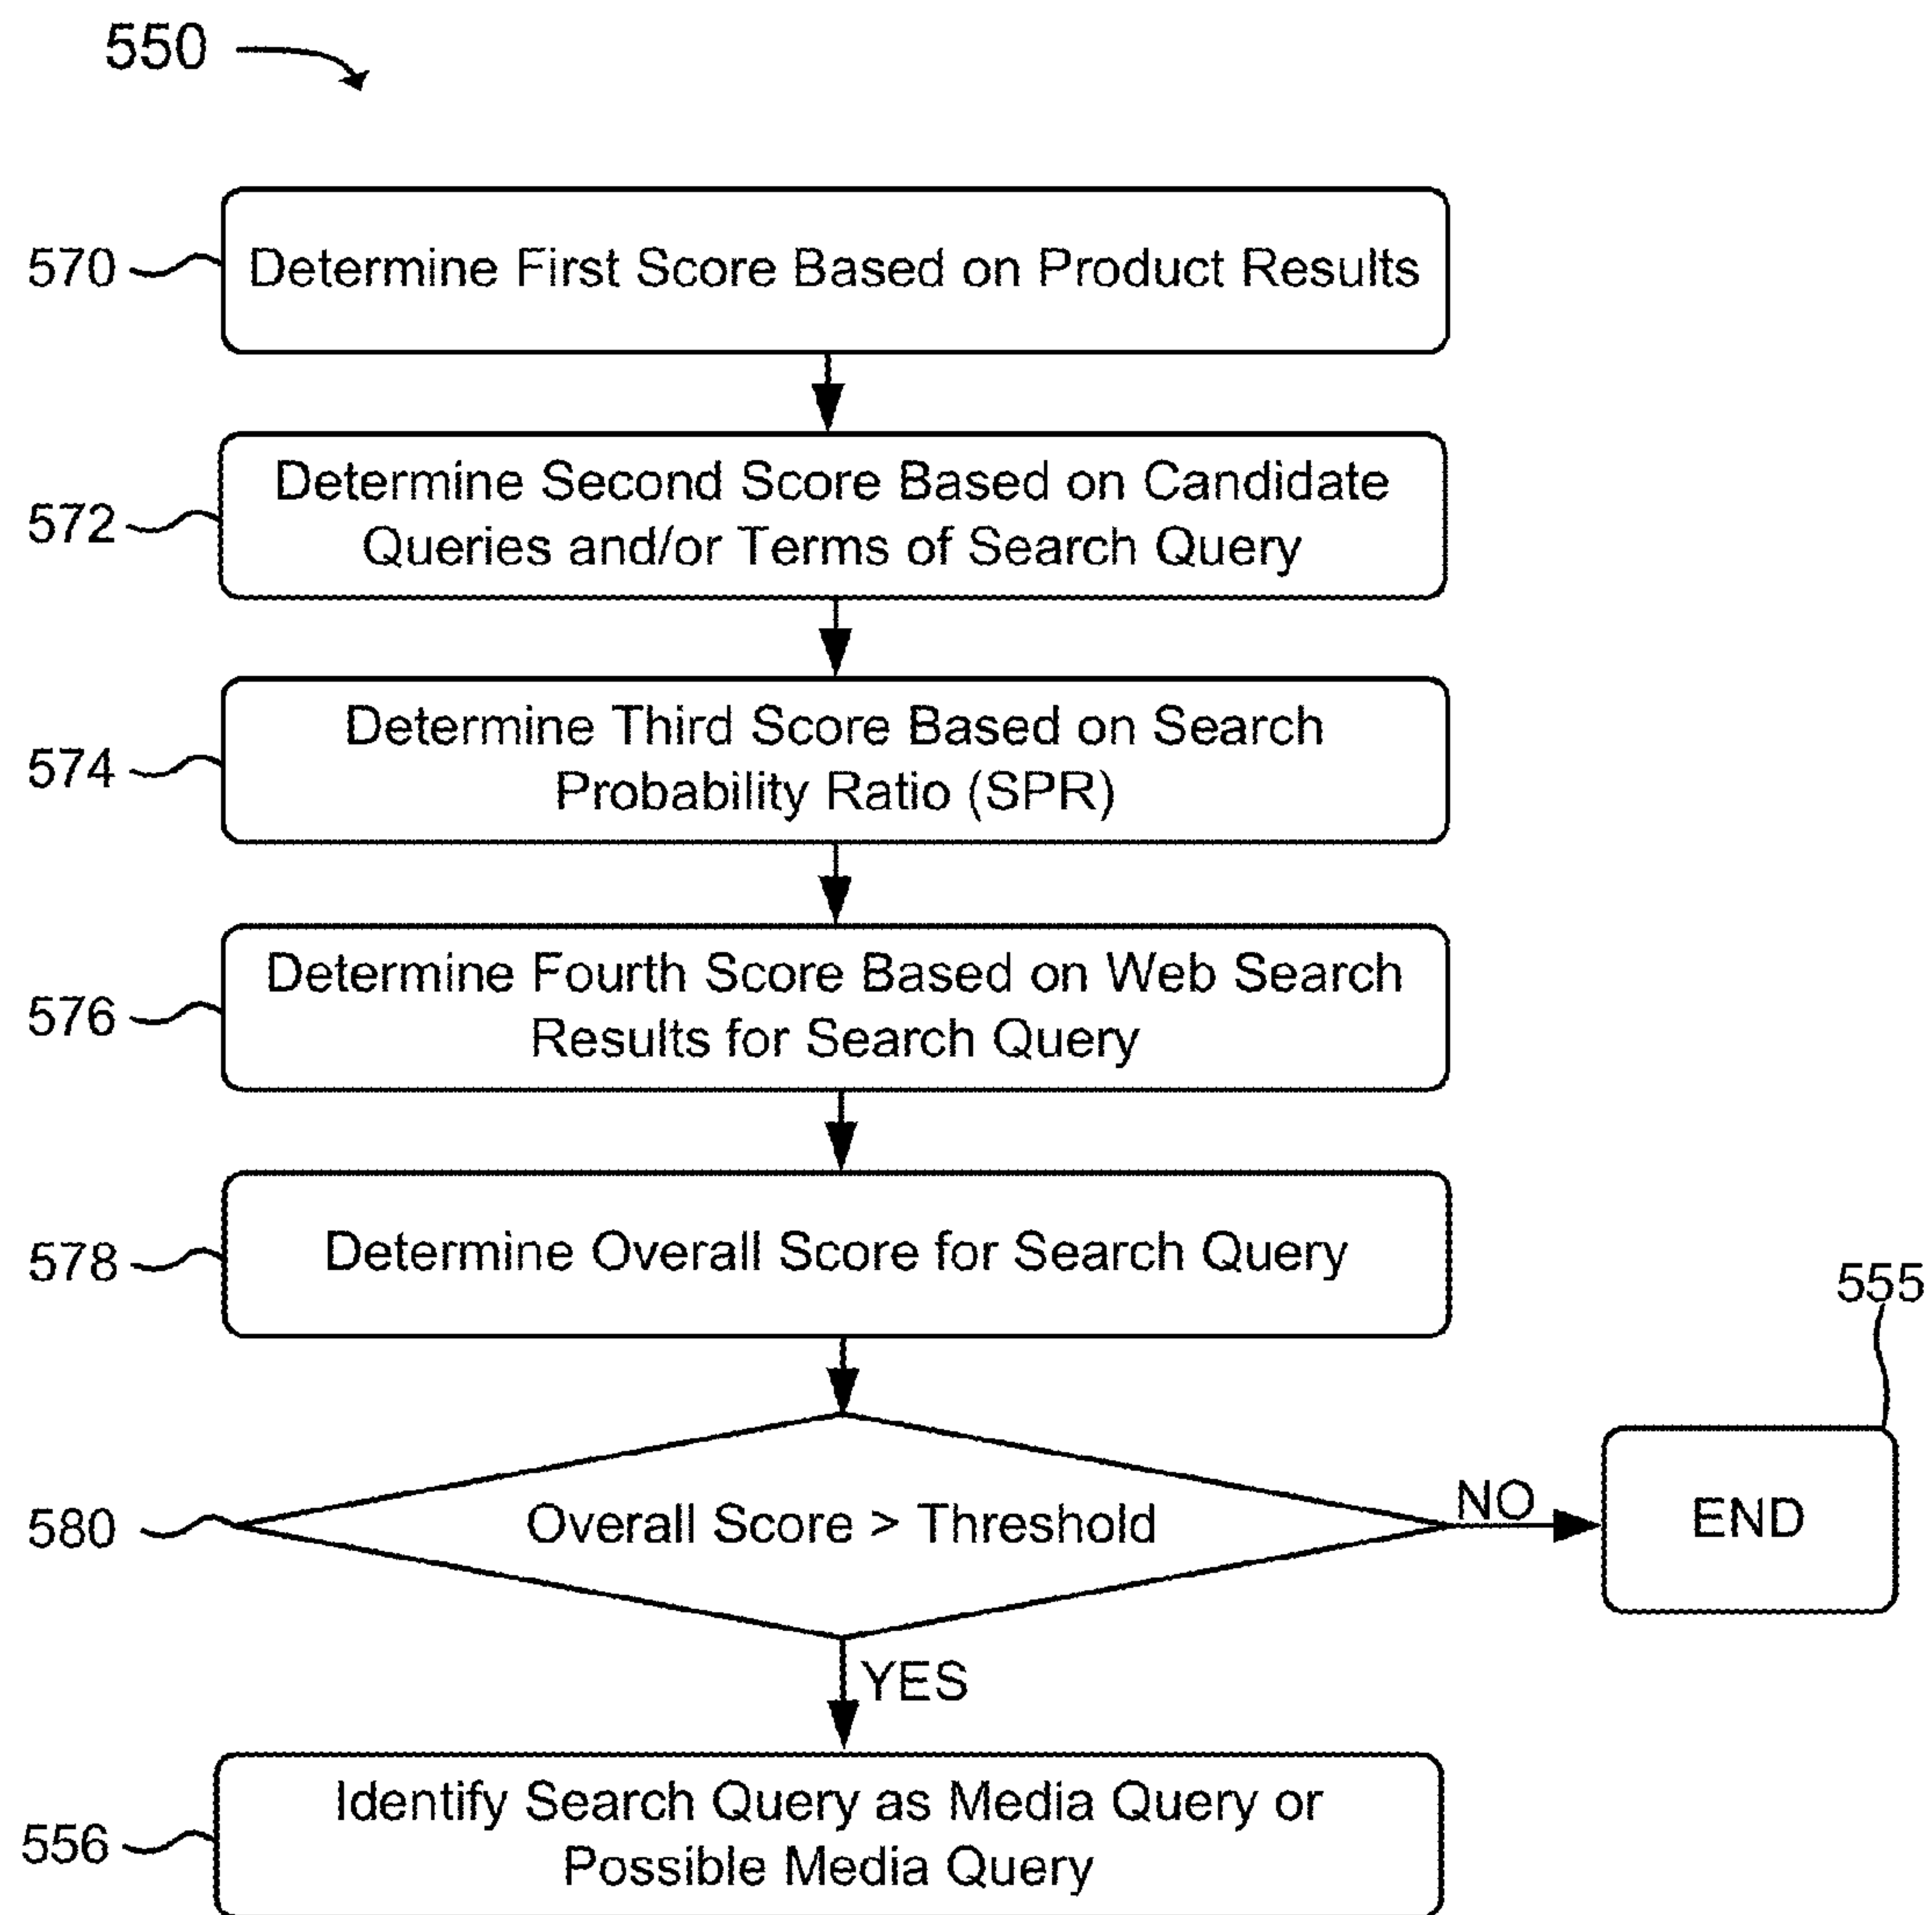 550
570
Determine First Score Based on Product Results
572
Determine Second Score Based on Candidate
Queries and/or Terms of Search Query
574
Determine Third Score Based on Search
Probability Ratio (SPR)
576
Determine Fourth Score Based on Web Search
Results for Search Query
578
Determine Overall Score for Search Query
555
580
Overall Score > Threshold
NO
END
YES
556
Identify Search Query as Media Query or
Possible Media Query